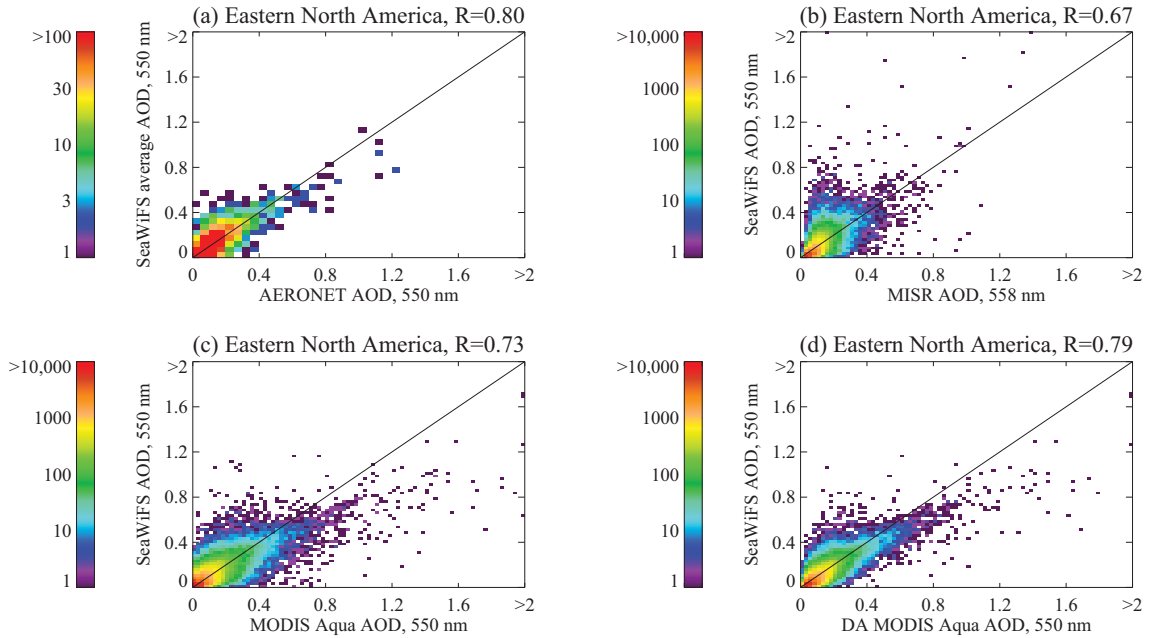 (a) Eastern North America, R=0.80
>100
30
10
3
1
SeaWiFS average AOD, 550 nm
>2
1.6
1.2
0.8
0.4
0
0 0.4 0.8 1.2 1.6 >2
AERONET AOD, 550 nm
(b) Eastern North America, R=0.67
>10,000
1000
100
10
1
SeaWiFS AOD, 550 nm
>2
1.6
1.2
0.8
0.4
0
0 0.4 0.8 1.2 1.6 >2
MISR AOD, 558 nm
(c) Eastern North America, R=0.73
>10,000
1000
100
10
1
SeaWiFS AOD, 550 nm
>2
1.6
1.2
0.8
0.4
0
0 0.4 0.8 1.2 1.6 >2
MODIS Aqua AOD, 550 nm
(d) Eastern North America, R=0.79
>10,000
1000
100
10
1
SeaWiFS AOD, 550 nm
>2
1.6
1.2
0.8
0.4
0
0 0.4 0.8 1.2 1.6 >2
DA MODIS Aqua AOD, 550 nm